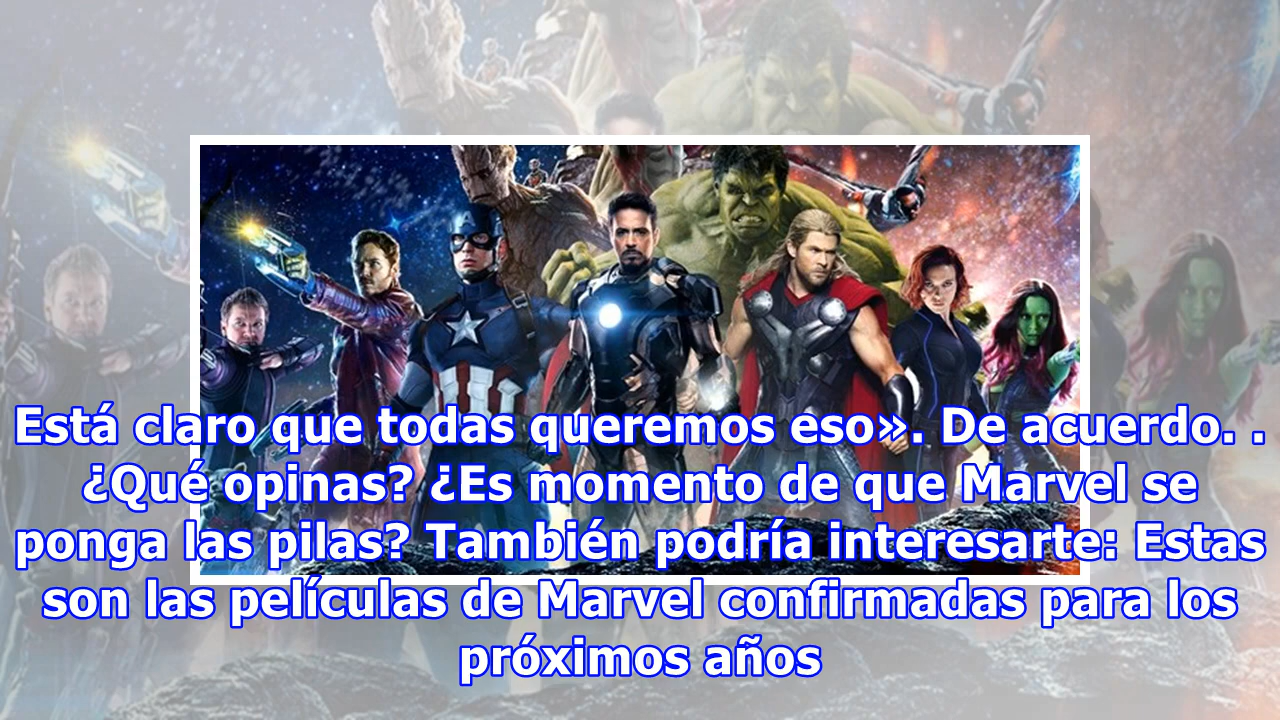 Está claro que todas queremos eso». De acuerdo. .
¿Qué opinas? ¿Es momento de que Marvel se
ponga las pilas? También podría interesarte: Estas
son las películas de Marvel confirmadas para los
próximos años